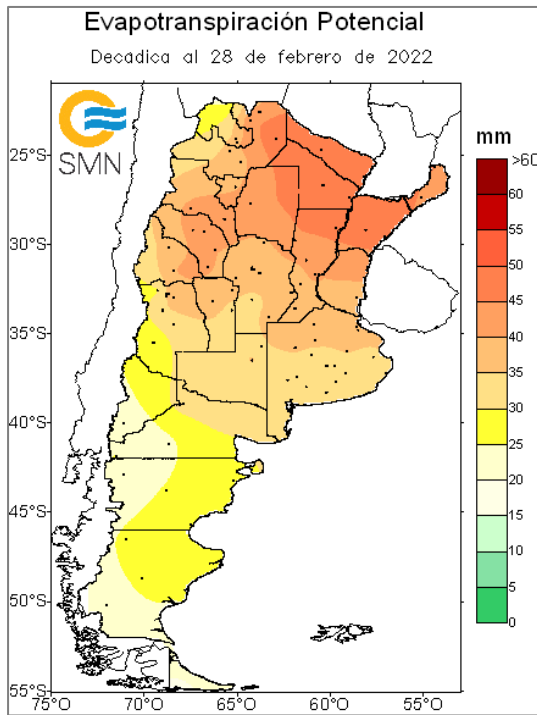 Evapotranspiración Potencial
Decadica al 28 de febrero de 2022
SMN
mm
>60
60
55
50
45
40
35
30
25
20
15
10
5
0
25°S
30°S
35°S
40°S
45°S
50°S
55°S
75°O
70°O
65°O
60°O
55°O